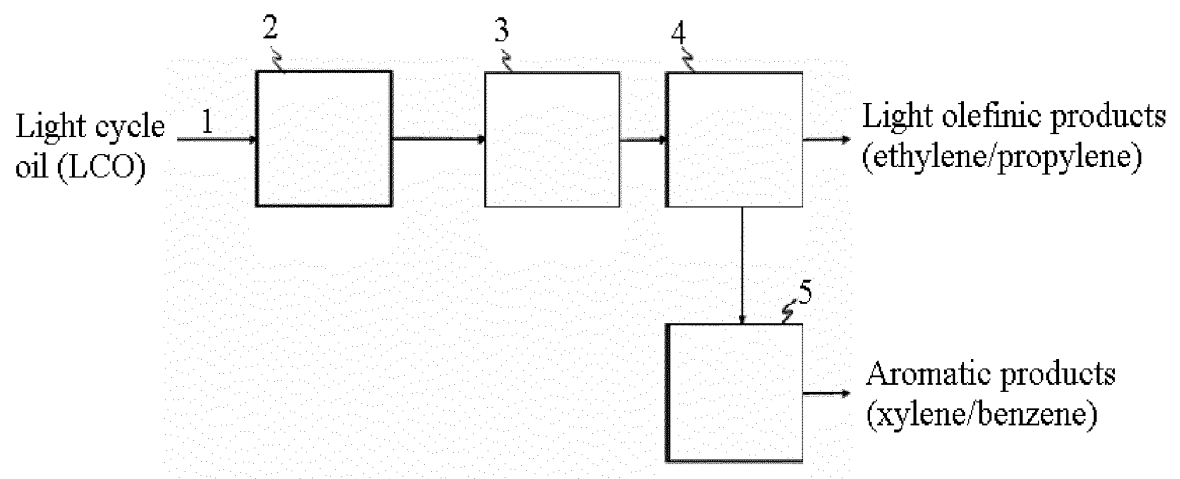 2
3
4
Light cycle
oil (LCO)
1
Light olefinic products
(ethylene/propylene)
5
Aromatic products
(xylene/benzene)